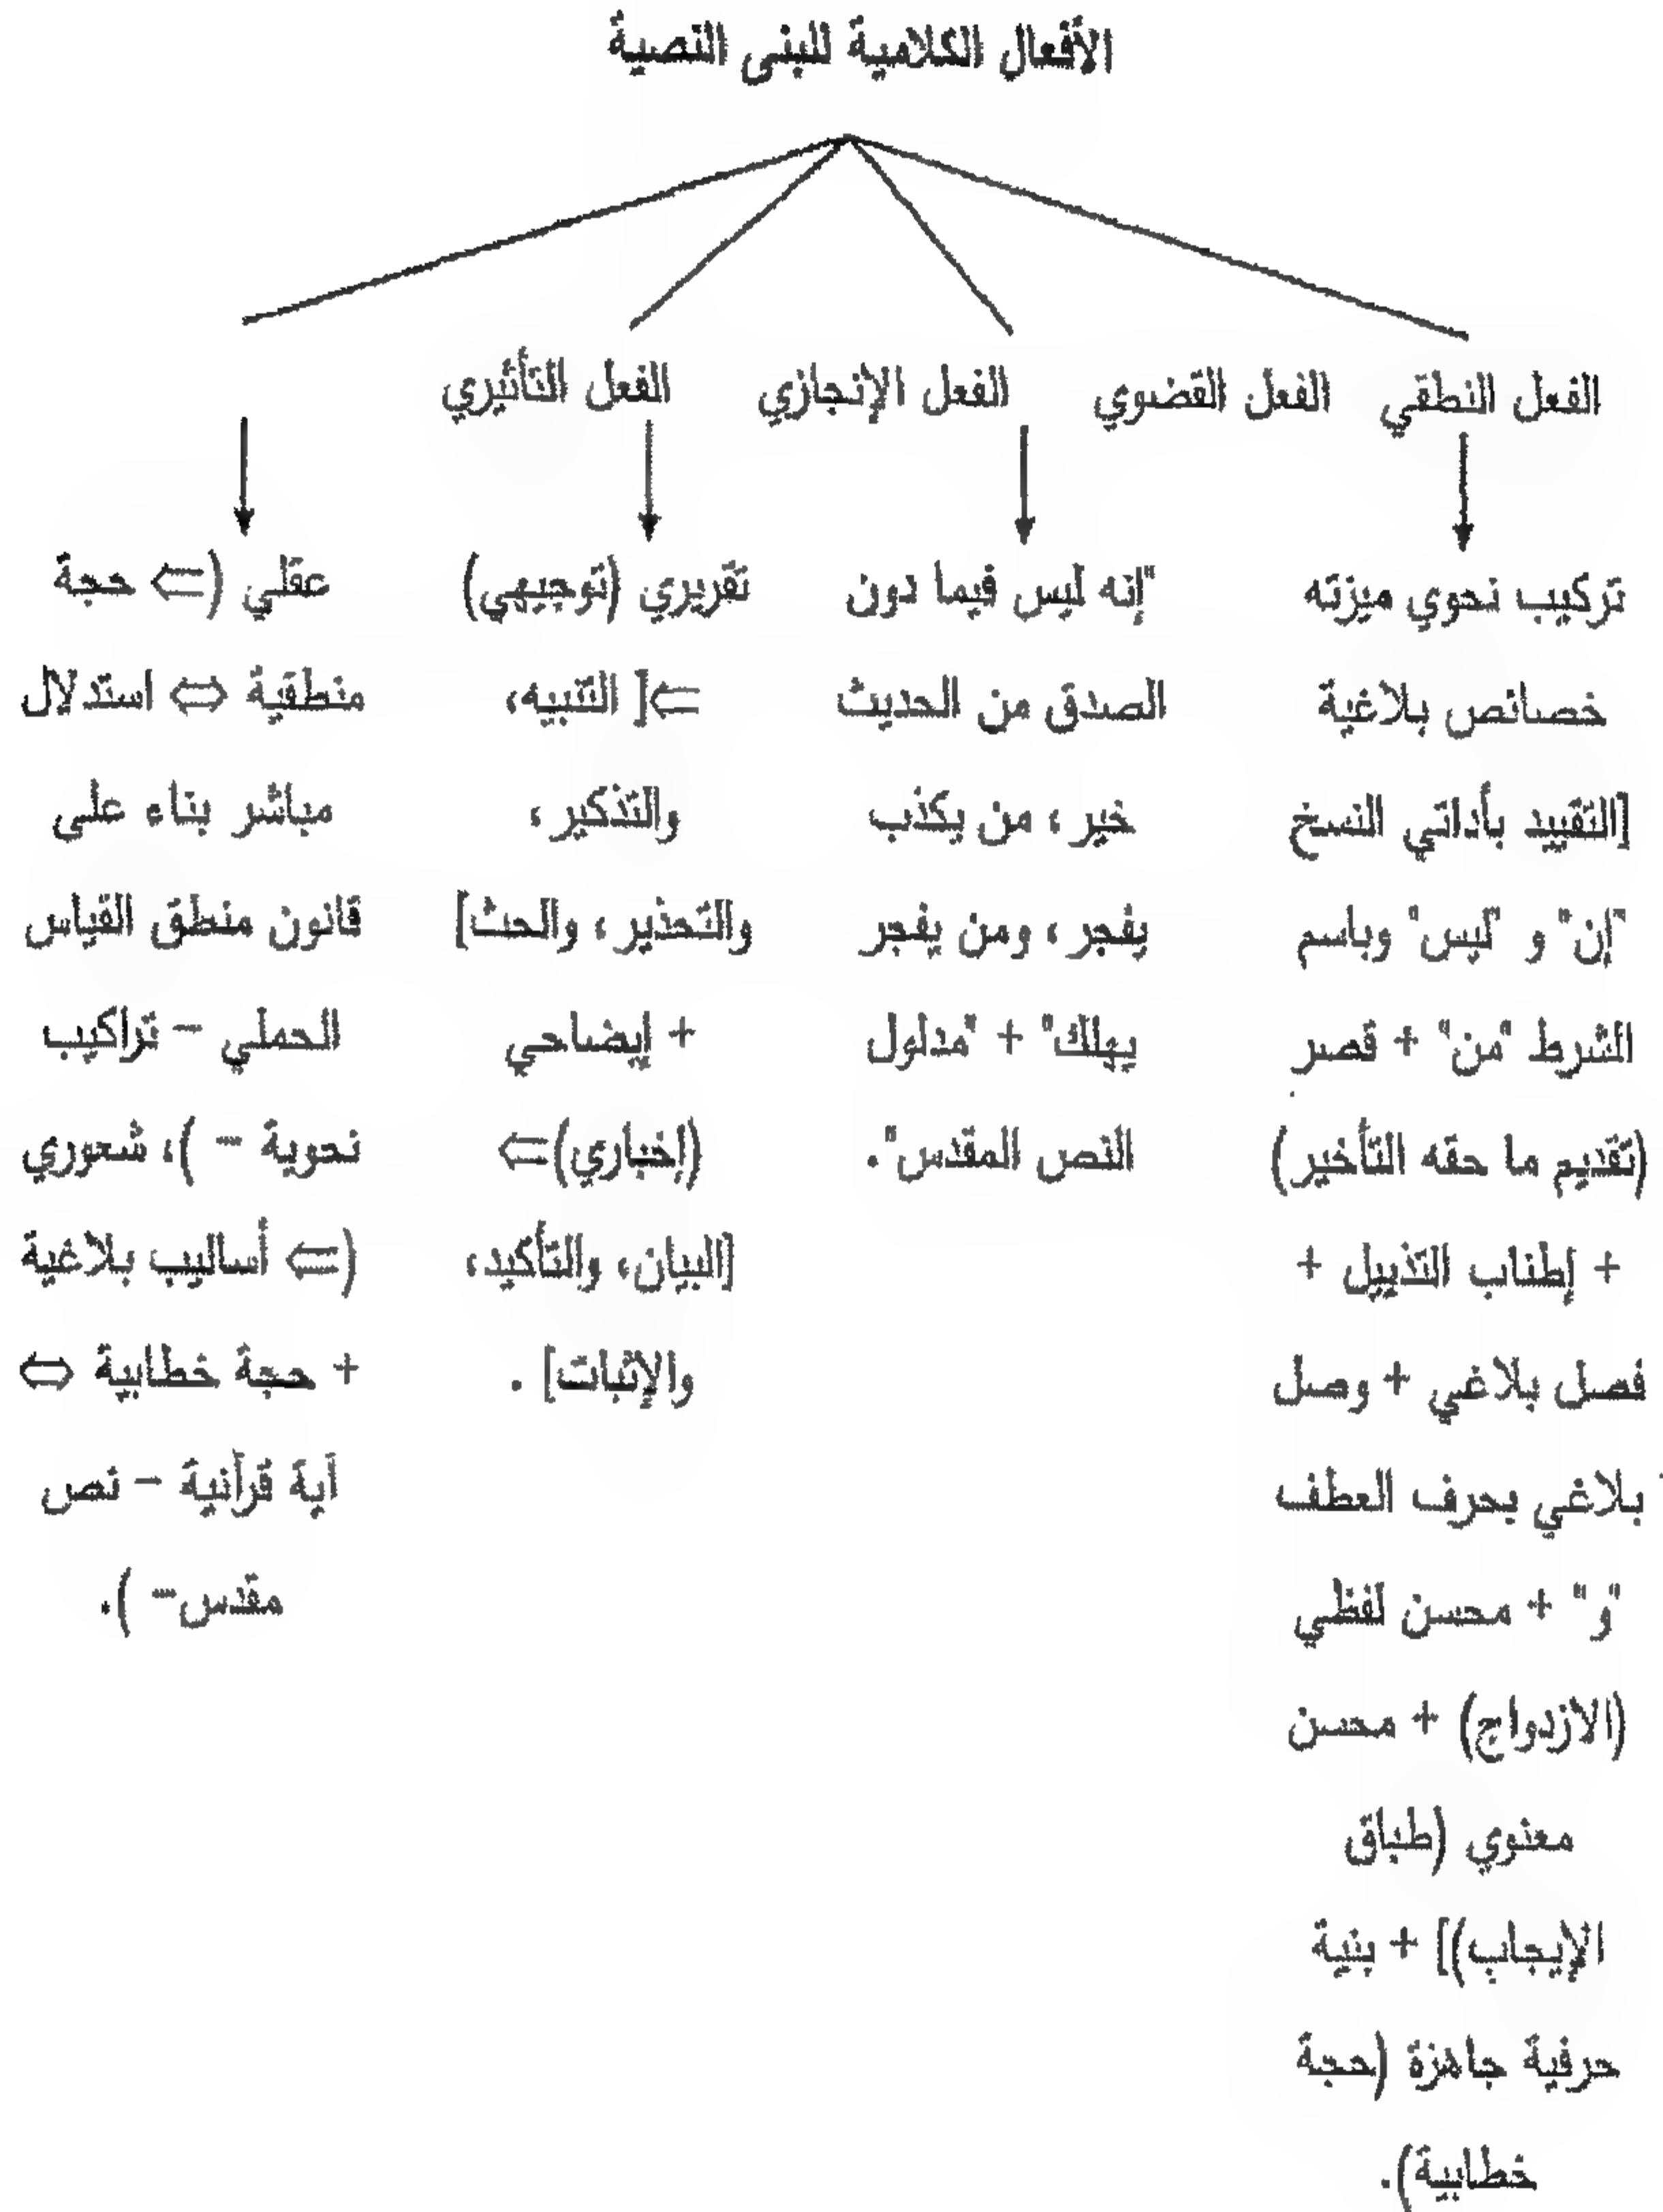 الأفعال الكلامية للبنى النصية
الفعل النطقي الفعل القضوي الفعل الإنجازي الفعل التأثيري
تركيب نحوي ميزته
خصائص بلاغية
[التقييد بأداتي النسخ
"إن" و "ليس" وباسم
الشرط "من" + قصر
(تقديم ما حقه التأخير)
+ إطناب التذييل +
فصل بلاغي + وصل
بلاغي بحرف العطف
"و" + محسن لفظي
(الازدواج) + محسن
معنوي (طباق
الإيجاب)] + بنية
حرفية جاهزة (حجة
خطابية).
"إنه ليس فيما دون
الصدق من الحديث
خير، من يكذب
يفجر، ومن يفجر
يهلك" + "مدلول
النص المقدس".
تقريري (توجيهي)
⇐[ التنبيه،
والتذكير،
والتحذير، والحث]
+ إيضاحي
(إخباري)⇐
[البيان، والتأكيد،
والإثبات] .
عقلي (⇐ حجة
منطقية ⇔ استدلال
مباشر بناء على
قانون منطق القياس
الحملي – تراكيب
نحوية – )، شعوري
(⇐ أساليب بلاغية
+ حجة خطابية ⇔
آية قرآنية – نص
مقدس– ).